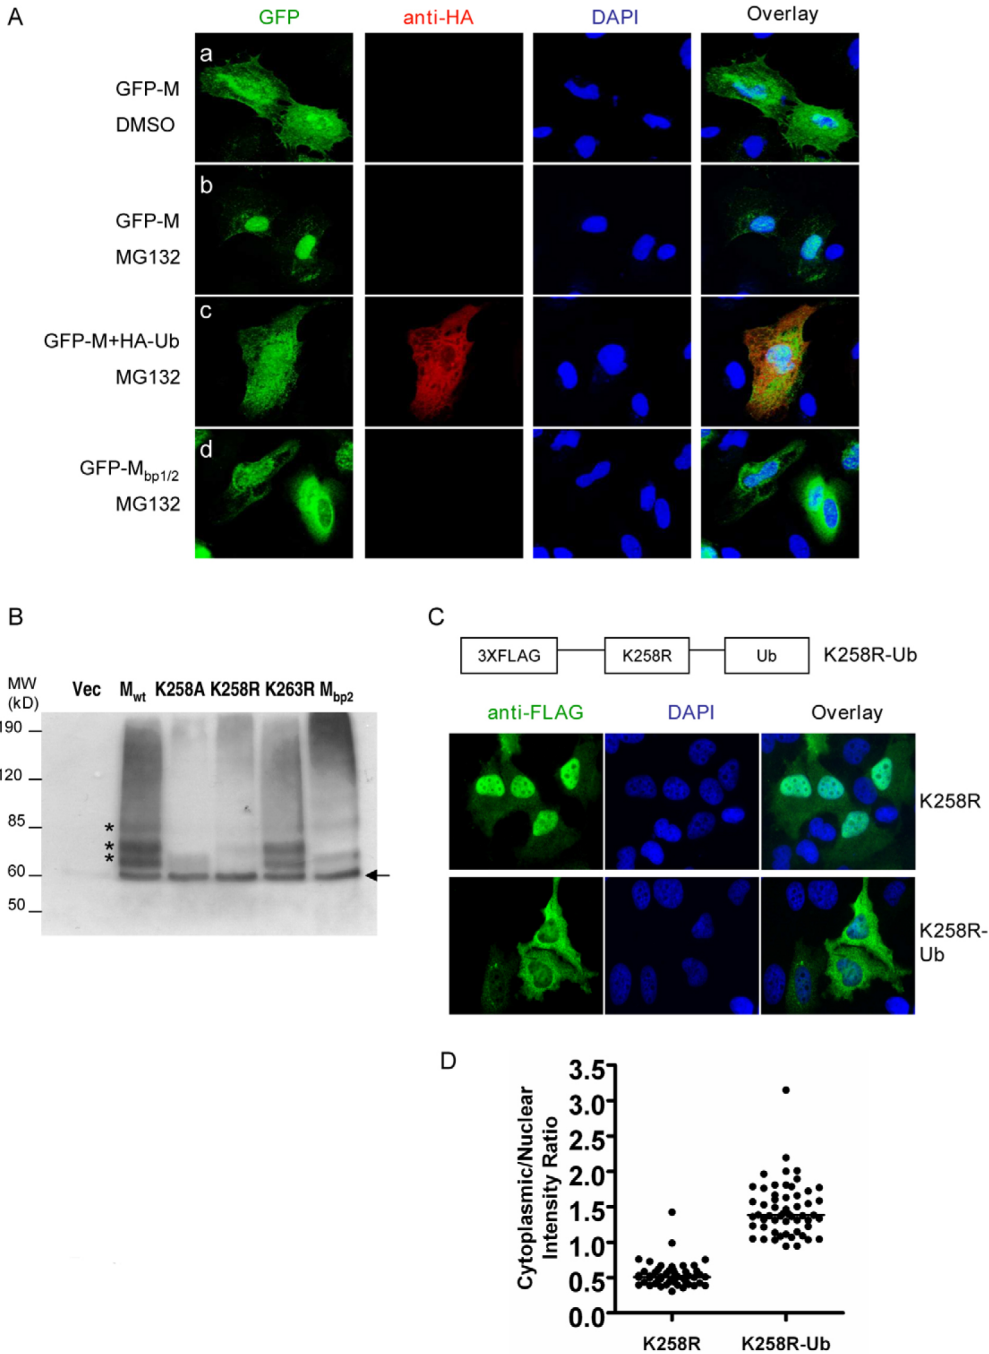 A
GFP
anti-HA
DAPI
Overlay
a
GFP-M
DMSO
b
GFP-M
MG132
c
GFP-M+HA-Ub
MG132
d
GFP-Mbp1/2
MG132
B
MW
(kD)
Vec Mwt K258A K258R K263R Mbp2
190
120
85
*
*
*
60
50
C
3XFLAG
K258R
Ub
K258R-Ub
anti-FLAG
DAPI
Overlay
K258R
K258R-
Ub
D
Cytoplasmic/Nuclear
Intensity Ratio
3.5
3.0
2.5
2.0
1.5
1.0
0.5
0.0
K258R
K258R-Ub